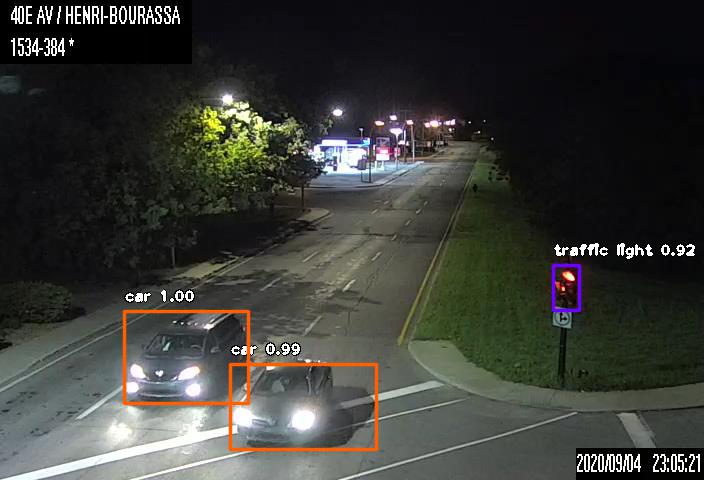 40E AV / HENRI-BOURASSA
1534-384 *
traffic light 0.92
car 1.00
car 0.99
2020/09/04 23:05:21